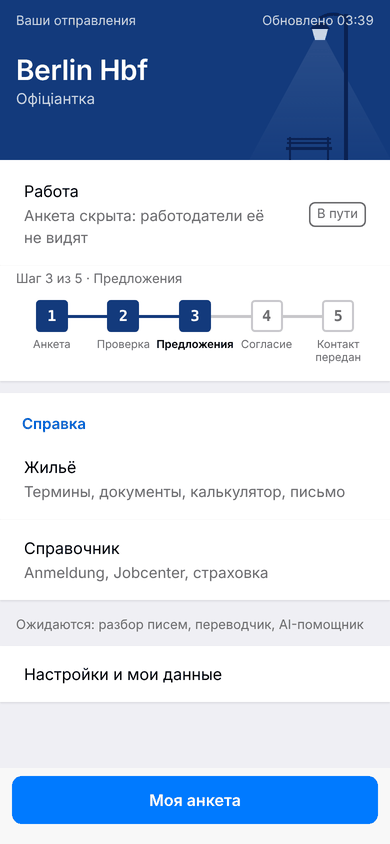 Ваши отправления
Обновлено 03:39
Berlin Hbf
Офіціантка
Работа
Анкета скрыта: работодатели её
не видят
В пути
Шаг 3 из 5 · Предложения
1 2 3 4 5
Анкета Проверка Предложения Согласие Контакт
передан
Справка
Жильё
Термины, документы, калькулятор, письмо
Справочник
Anmeldung, Jobcenter, страховка
Ожидаются: разбор писем, переводчик, AI-помощник
Настройки и мои данные
Моя анкета